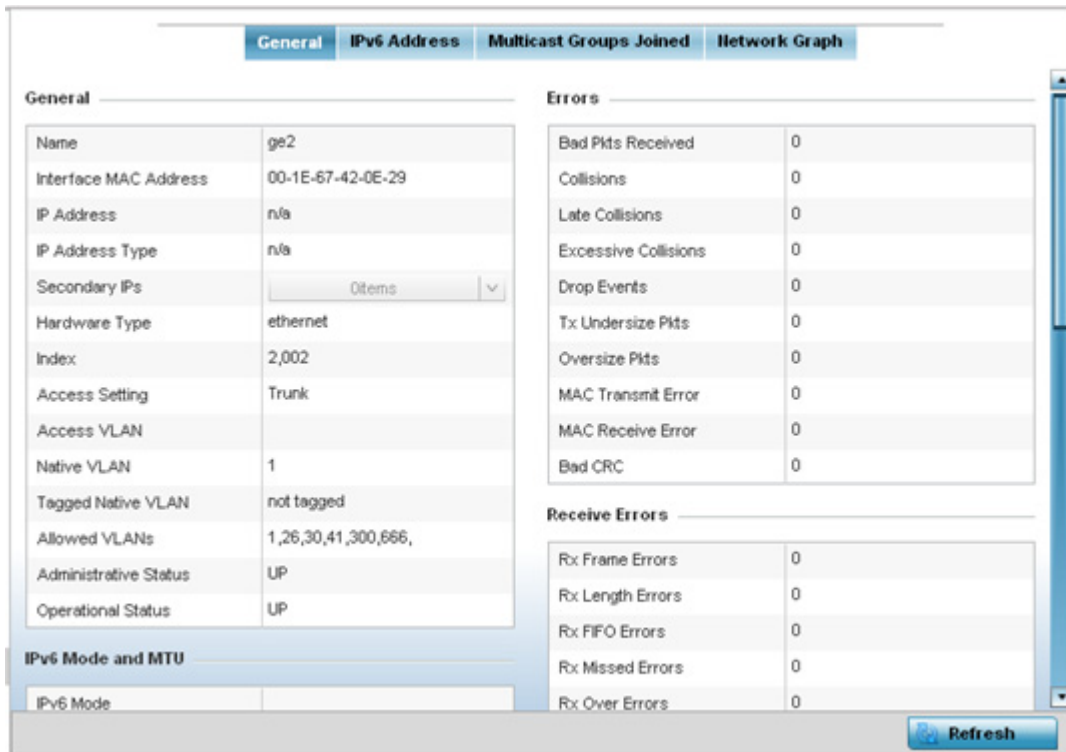 General IPv6 Address Multicast Groups Joined Network Graph
General
Name ge2
Interface MAC Address 00-1E-67-42-0E-29
IP Address n/a
IP Address Type n/a
Secondary IPs 0items
Hardware Type ethernet
Index 2,002
Access Setting Trunk
Access VLAN
Native VLAN 1
Tagged Native VLAN not tagged
Allowed VLANs 1,26,30,41,300,666,
Administrative Status UP
Operational Status UP
IPv6 Mode and MTU
IPv6 Mode
Errors
Bad Pkts Received 0
Collisions 0
Late Collisions 0
Excessive Collisions 0
Drop Events 0
Tx Undersize Pkts 0
Oversize Pkts 0
MAC Transmit Error 0
MAC Receive Error 0
Bad CRC 0
Receive Errors
Rx Frame Errors 0
Rx Length Errors 0
Rx FIFO Errors 0
Rx Missed Errors 0
Rx Over Errors 0
Refresh